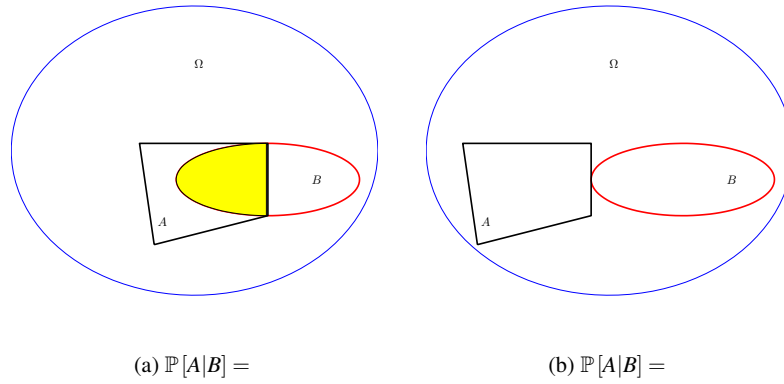 Ω Ω
B B
A A
(a) ℙ[A|B] = (b) ℙ[A|B] =